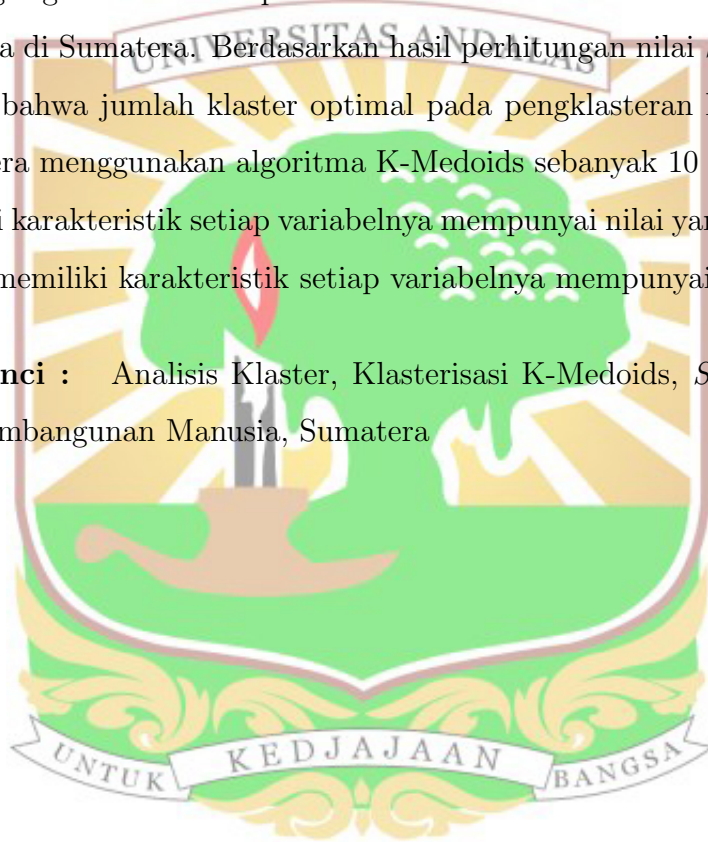 UNIVERSITAS ANDALAS
a di Sumatera. Berdasarkan hasil perhitungan nilai
bahwa jumlah klaster optimal pada pengklasteran
era menggunakan algoritma K-Medoids sebanyak 10
i karakteristik setiap variabelnya mempunyai nilai yan
memiliki karakteristik setiap variabelnya mempunyai
nci : Analisis Klaster, Klasterisasi K-Medoids, S
mbangunan Manusia, Sumatera
UNTUK KEDJAJAAN BANGSA